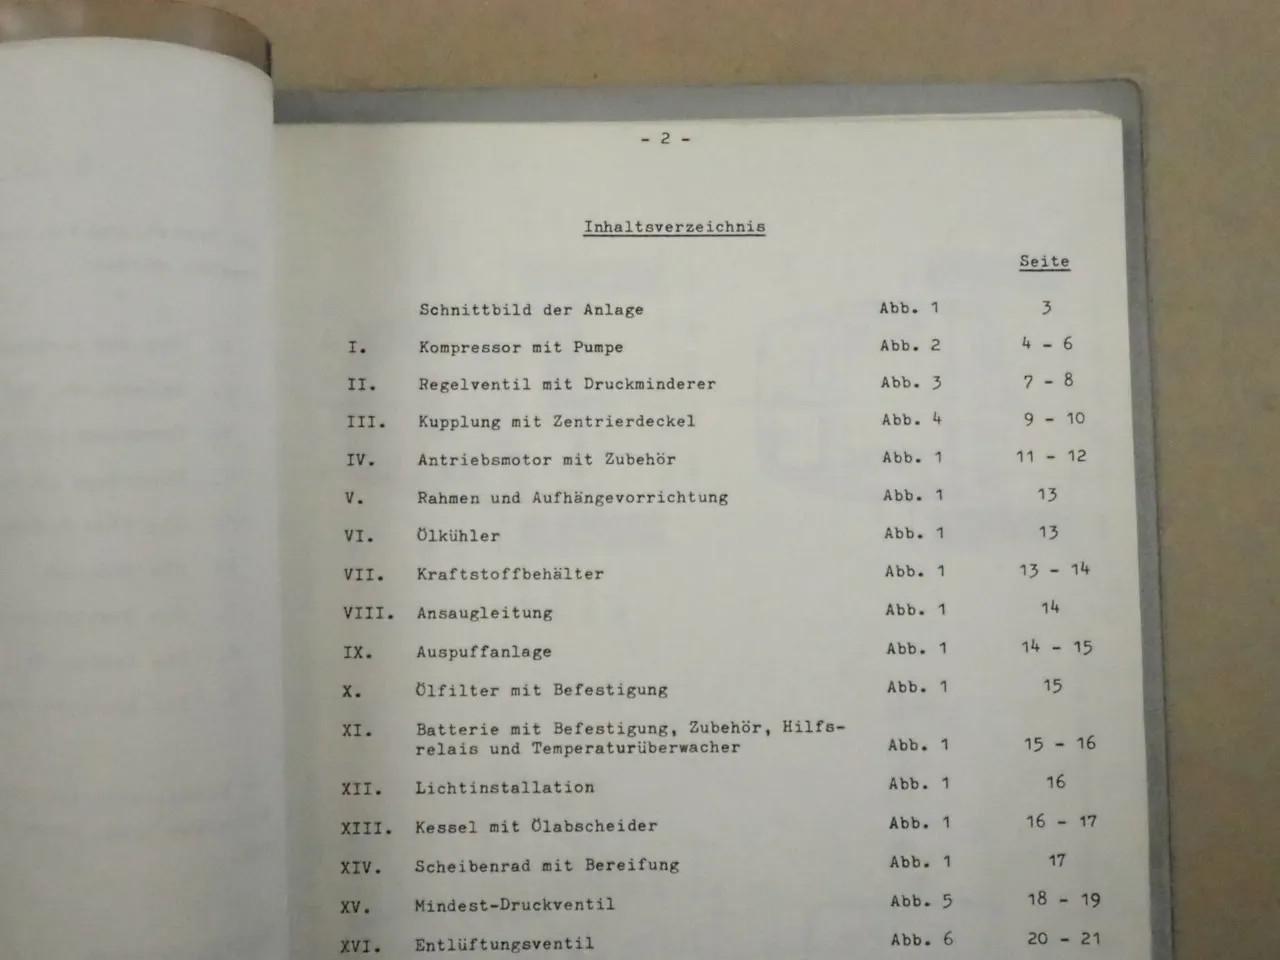 - 2 -
Inhaltsverzeichnis
Seite
Schnittbild der Anlage Abb. 1 3
I. Kompressor mit Pumpe Abb. 2 4 - 6
II. Regelventil mit Druckminderer Abb. 3 7 - 8
III. Kupplung mit Zentrierdeckel Abb. 4 9 - 10
IV. Antriebsmotor mit Zubehör Abb. 1 11 - 12
V. Rahmen und Aufhängevorrichtung Abb. 1 13
VI. Ölkühler Abb. 1 13
VII. Kraftstoffbehälter Abb. 1 13 - 14
VIII. Ansaugleitung Abb. 1 14
IX. Auspuffanlage Abb. 1 14 - 15
X. Ölfilter mit Befestigung Abb. 1 15
XI. Batterie mit Befestigung, Zubehör, Hilfs-
relais und Temperaturüberwacher Abb. 1 15 - 16
XII. Lichtinstallation Abb. 1 16
XIII. Kessel mit Ölabscheider Abb. 1 16 - 17
XIV. Scheibenrad mit Bereifung Abb. 1 17
XV. Mindest-Druckventil Abb. 5 18 - 19
XVI. Entlüftungsventil Abb. 6 20 - 21